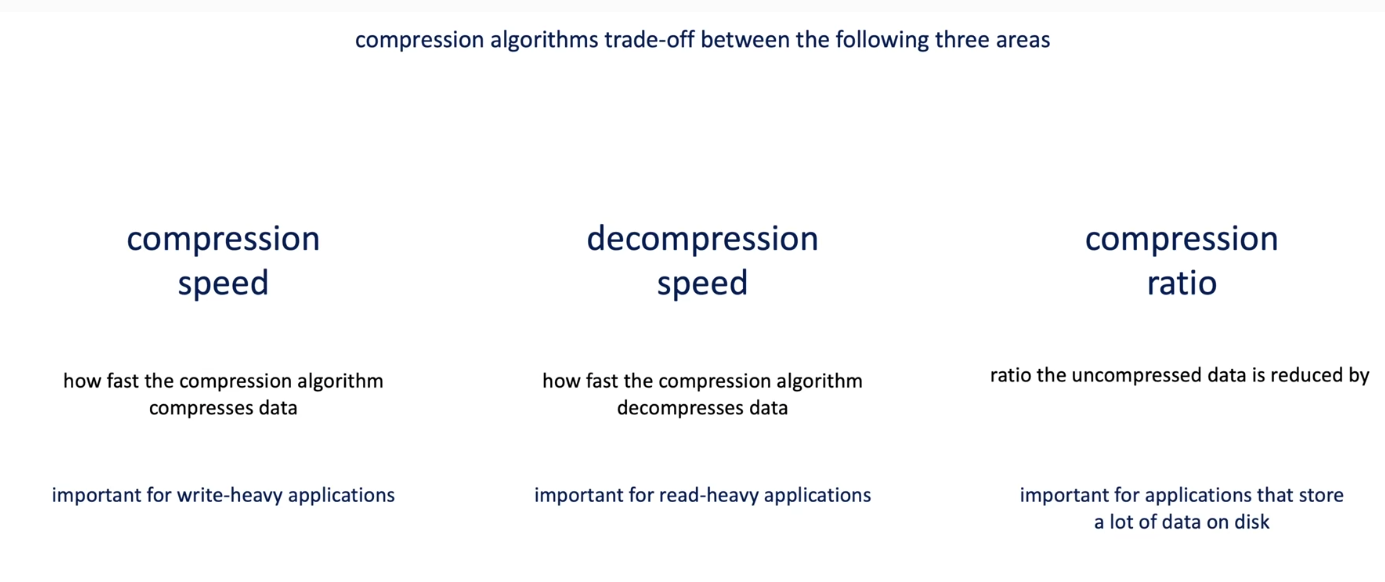 compression algorithms trade-off between the following three areas
compression
speed
how fast the compression algorithm
compresses data
important for write-heavy applications
decompression
speed
how fast the compression algorithm
decompresses data
important for read-heavy applications
compression
ratio
ratio the uncompressed data is reduced by
important for applications that store
a lot of data on disk